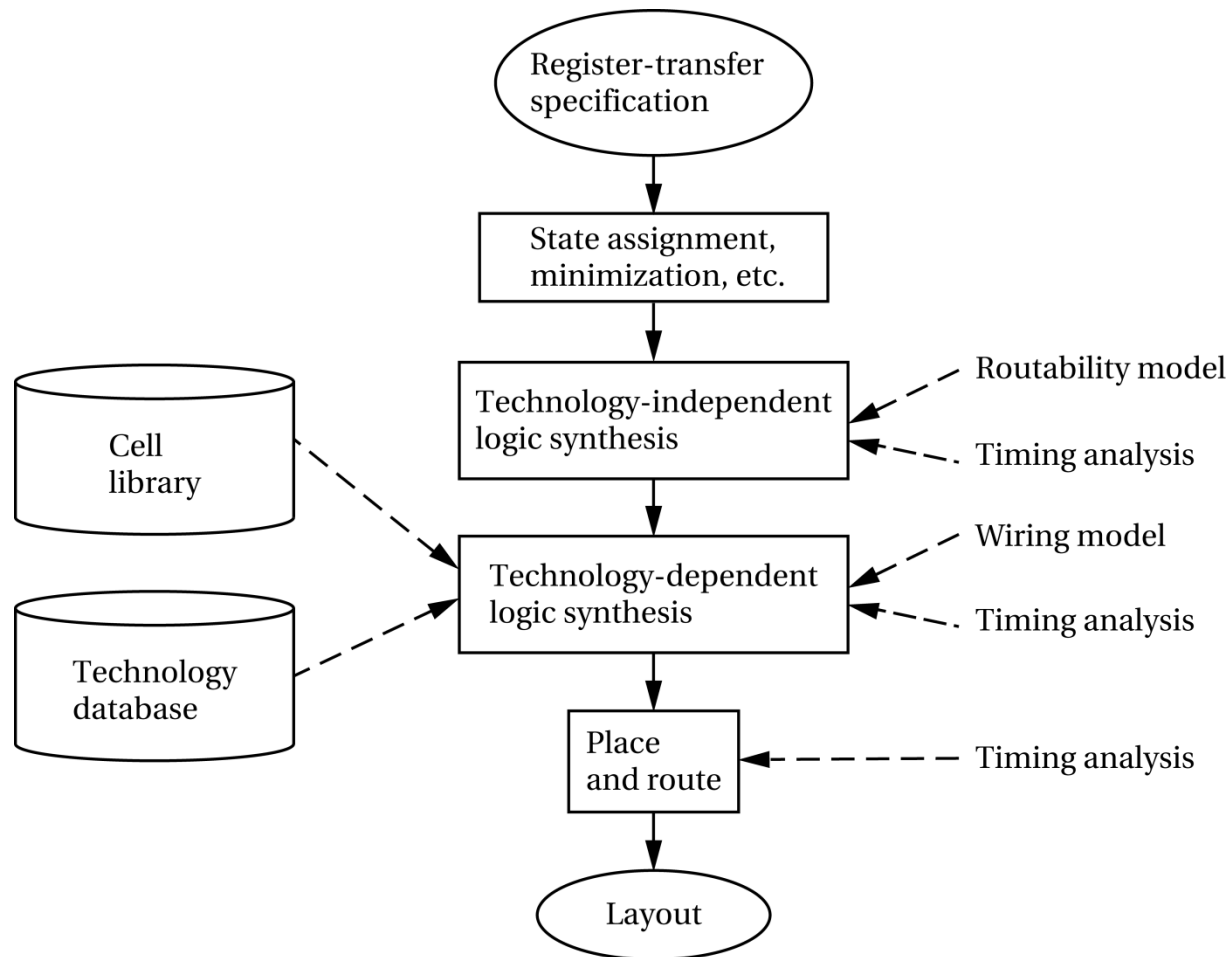 Register-transfer
specification
State assignment,
minimization, etc.
Technology-independent
logic synthesis
Routability model
Timing analysis
Cell
library
Technology-dependent
logic synthesis
Wiring model
Timing analysis
Technology
database
Place
and route
Timing analysis
Layout